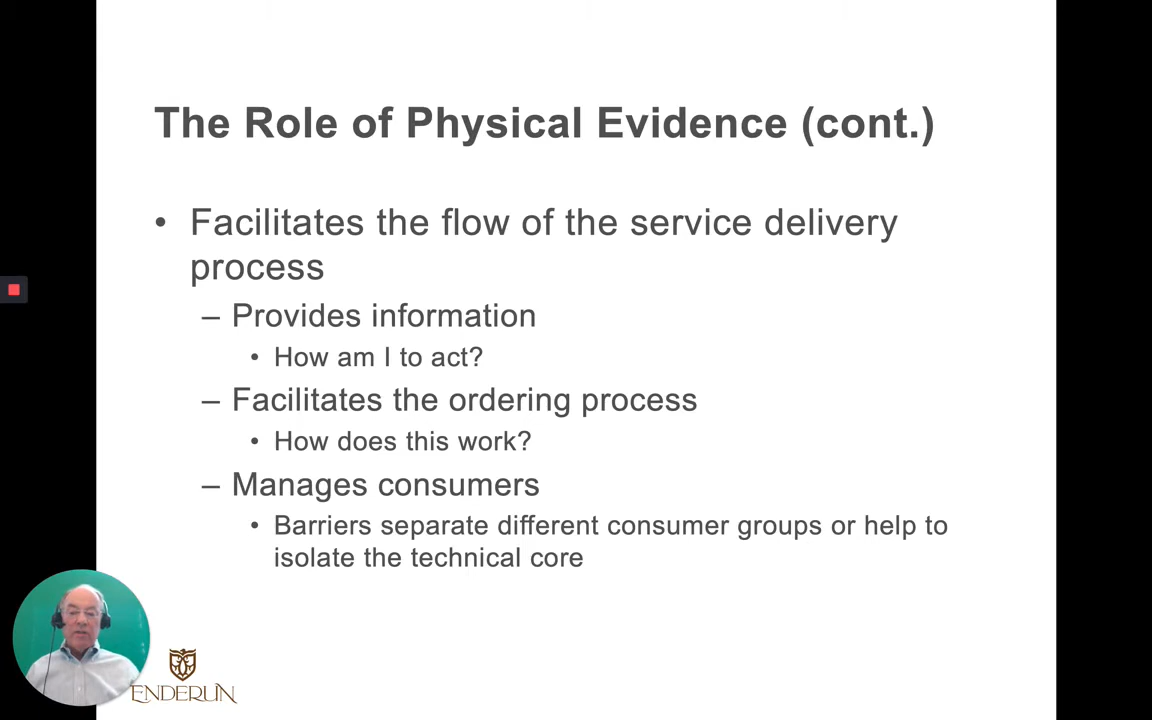 The Role of Physical Evidence (cont.)
• Facilitates the flow of the service delivery
process
– Provides information
• How am I to act?
– Facilitates the ordering process
• How does this work?
– Manages consumers
• Barriers separate different consumer groups or help to
isolate the technical core
ENDERUN